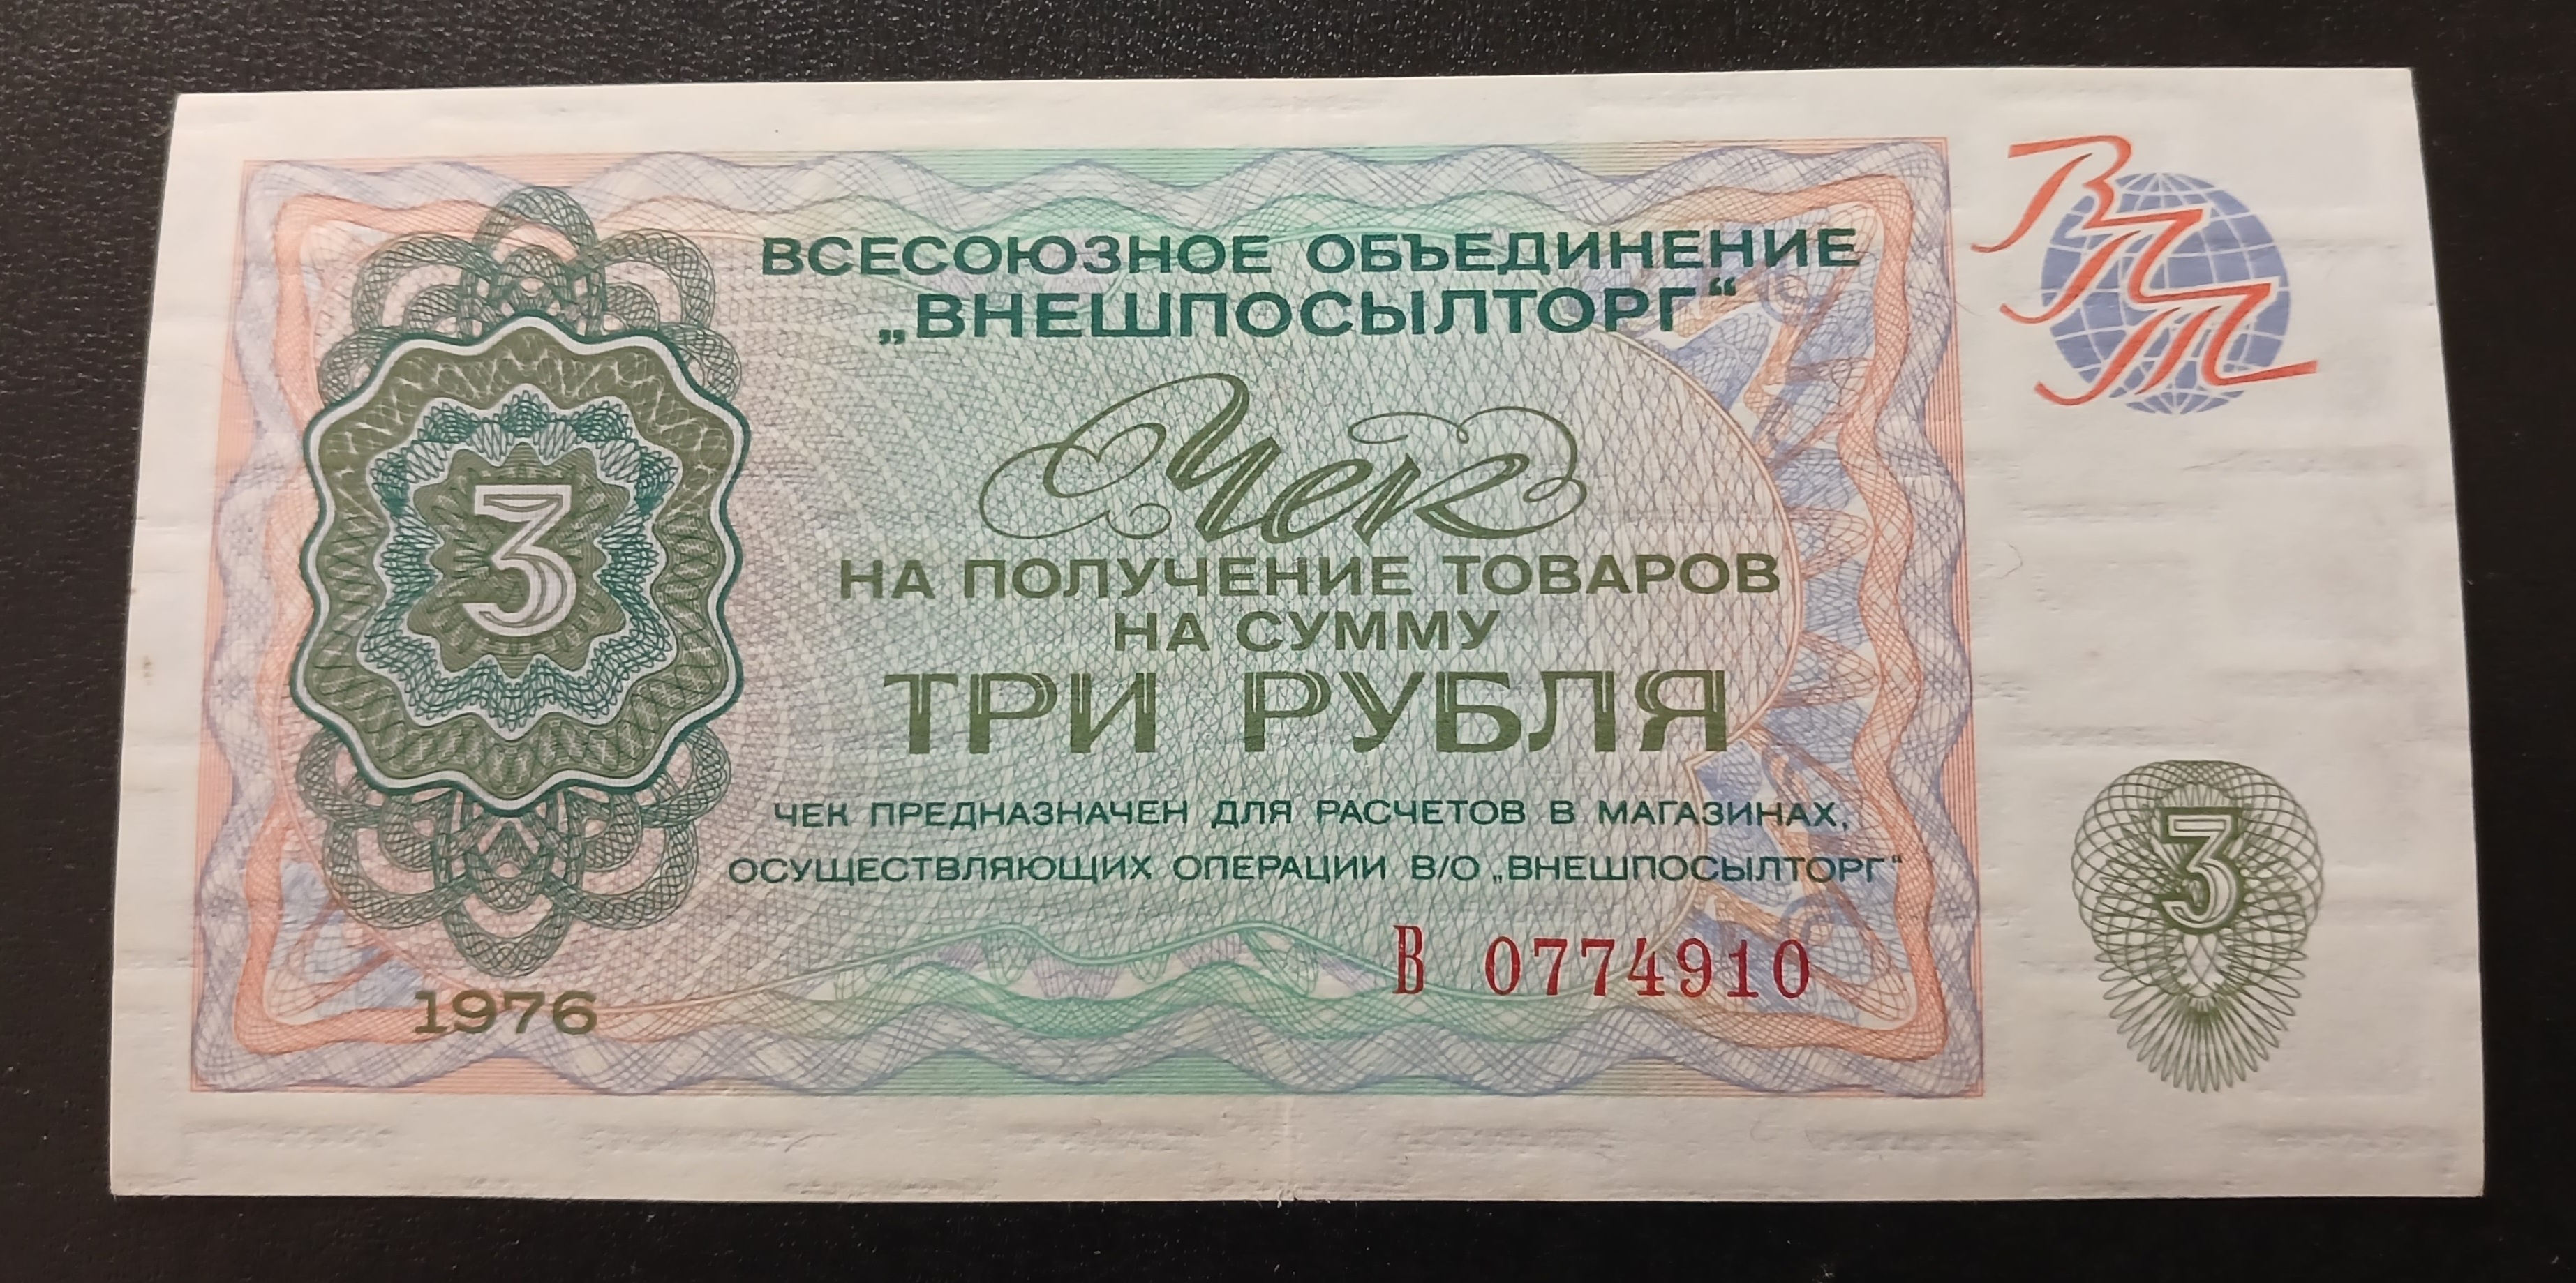 ВСЕСОЮЗНОЕ ОБЪЕДИНЕНИЕ
„ВНЕШПОСЫЛТОРГ“
ВПТ
Чек
НА ПОЛУЧЕНИЕ ТОВАРОВ
НА СУММУ
ТРИ РУБЛЯ
3
ЧЕК ПРЕДНАЗНАЧЕН ДЛЯ РАСЧЕТОВ В МАГАЗИНАХ,
ОСУЩЕСТВЛЯЮЩИХ ОПЕРАЦИИ В/О „ВНЕШПОСЫЛТОРГ“
3
В 0774910
1976